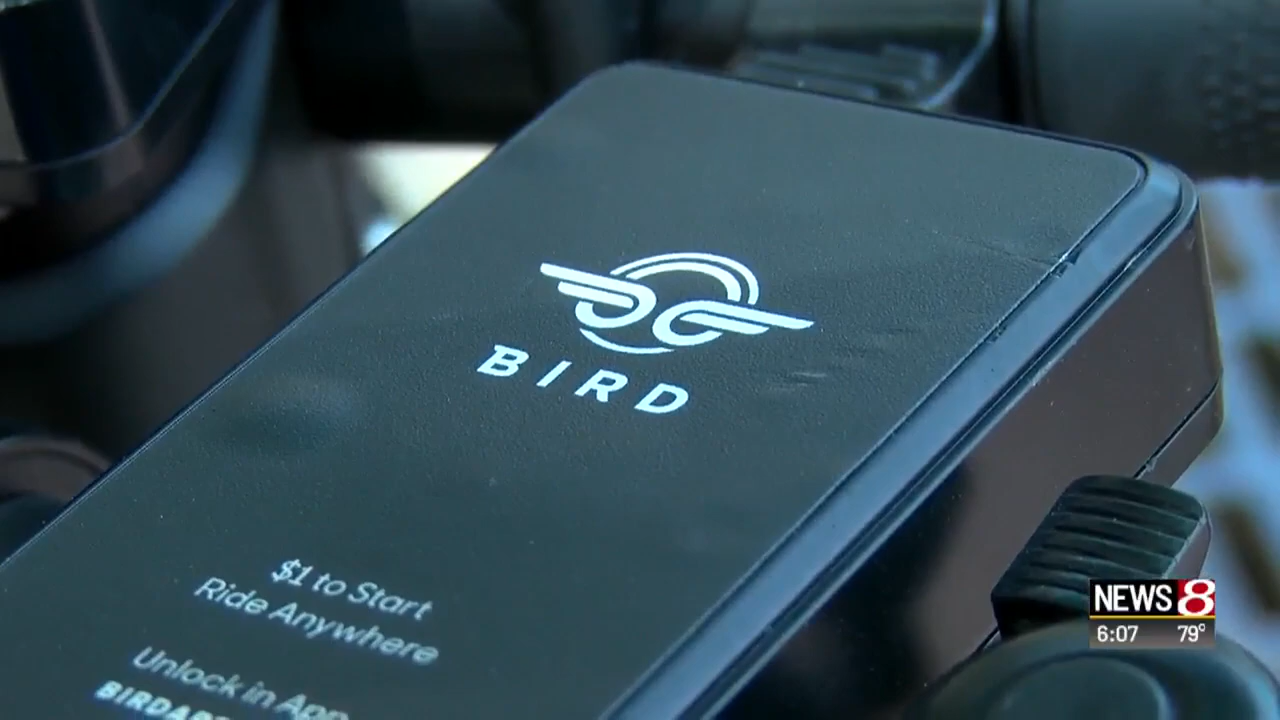 BIRD
$1 to Start
Ride Anywhere
Unlock in App
NEWS 8
6:07 79°